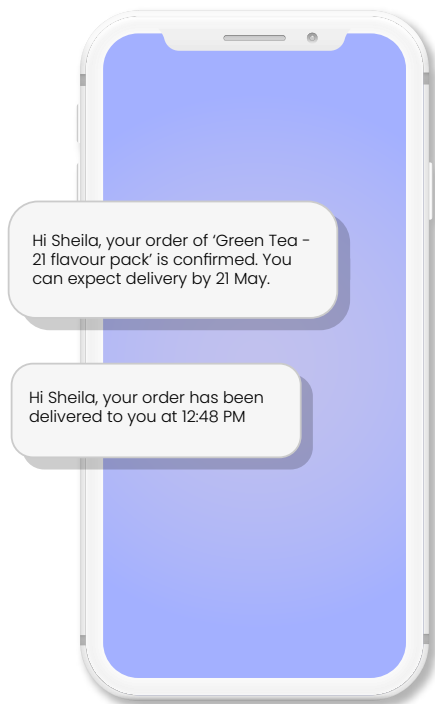 Hi Sheila, your order of ‘Green Tea -
21 flavour pack’ is confirmed. You
can expect delivery by 21 May.
Hi Sheila, your order has been
delivered to you at 12:48 PM